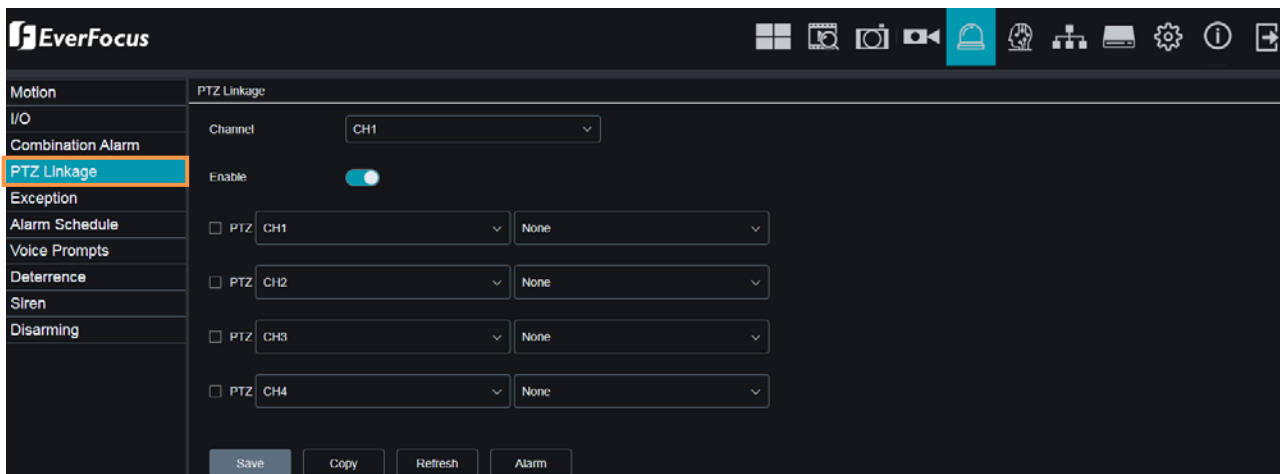 EverFocus
Motion
I/O
Combination Alarm
PTZ Linkage
Exception
Alarm Schedule
Voice Prompts
Deterrence
Siren
Disarming
PTZ Linkage
Channel CH1
Enable
PTZ CH1 None
PTZ CH2 None
PTZ CH3 None
PTZ CH4 None
Save Copy Refresh Alarm